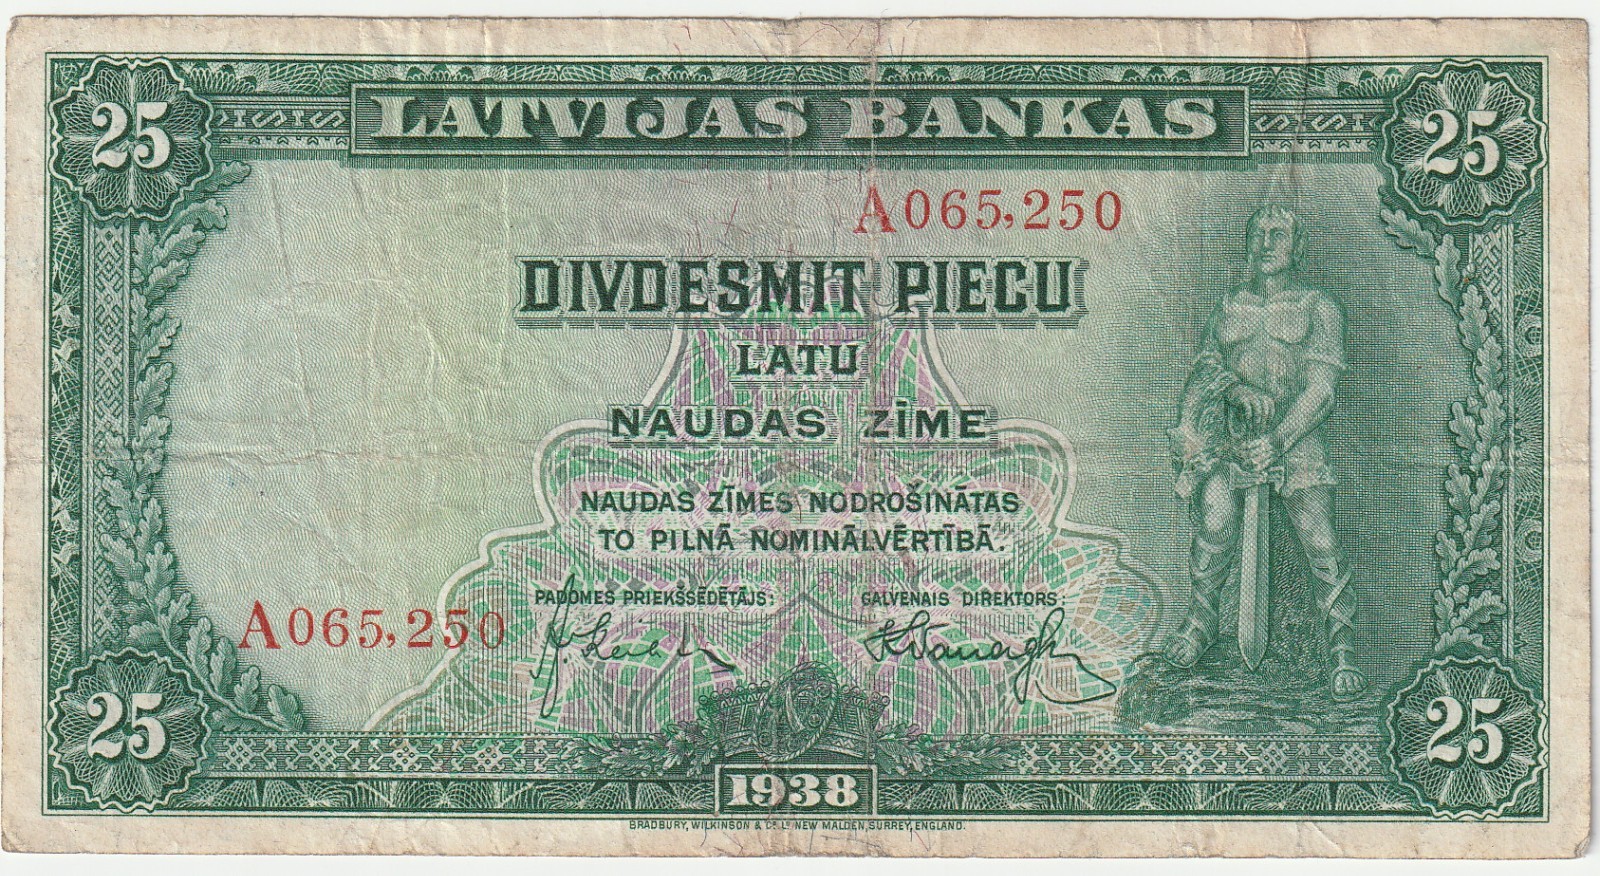 25 LATVIJAS BANKAS 25
A065,250
DIVDESMIT PIECU
LATU
NAUDAS ZĪME
NAUDAS ZĪMES NODROŠINĀTAS
TO PILNĀ NOMINĀLVĒRTĪBĀ.
PADOMES PRIEKŠSĒDĒTĀJS: GALVENAIS DIREKTORS:
A065,250
25 1938 25
BRADBURY, WILKINSON & Cº Lᵈ NEW MALDEN, SURREY, ENGLAND.